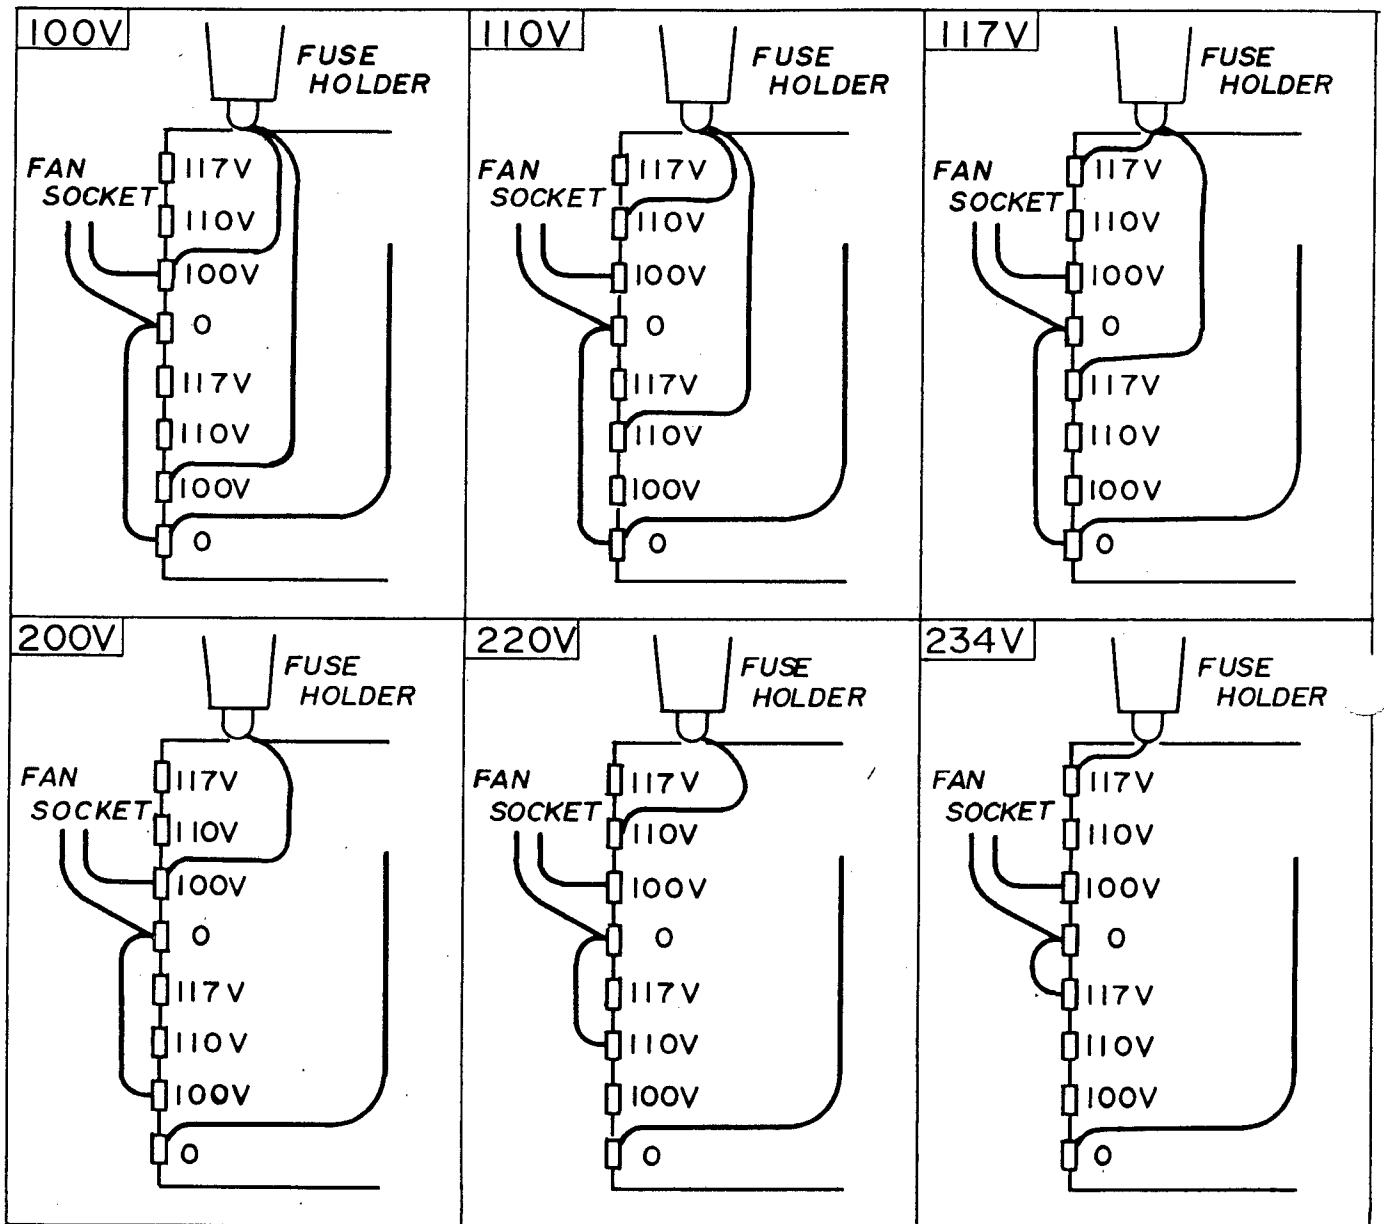 100V
FUSE
HOLDER
FAN
SOCKET
117V
110V
100V
0
117V
110V
100V
0
110V
FUSE
HOLDER
FAN
SOCKET
117V
110V
100V
0
117V
110V
100V
0
117V
FUSE
HOLDER
FAN
SOCKET
117V
110V
100V
0
117V
110V
100V
0
200V
FUSE
HOLDER
FAN
SOCKET
117V
110V
100V
0
117V
110V
100V
0
220V
FUSE
HOLDER
FAN
SOCKET
117V
110V
100V
0
117V
110V
100V
0
234V
FUSE
HOLDER
FAN
SOCKET
117V
110V
100V
0
117V
110V
100V
0